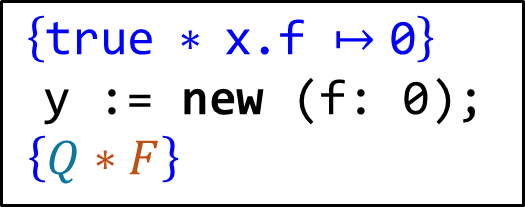 {true * x.f ↦ 0}
y := new (f: 0);
{Q * F}